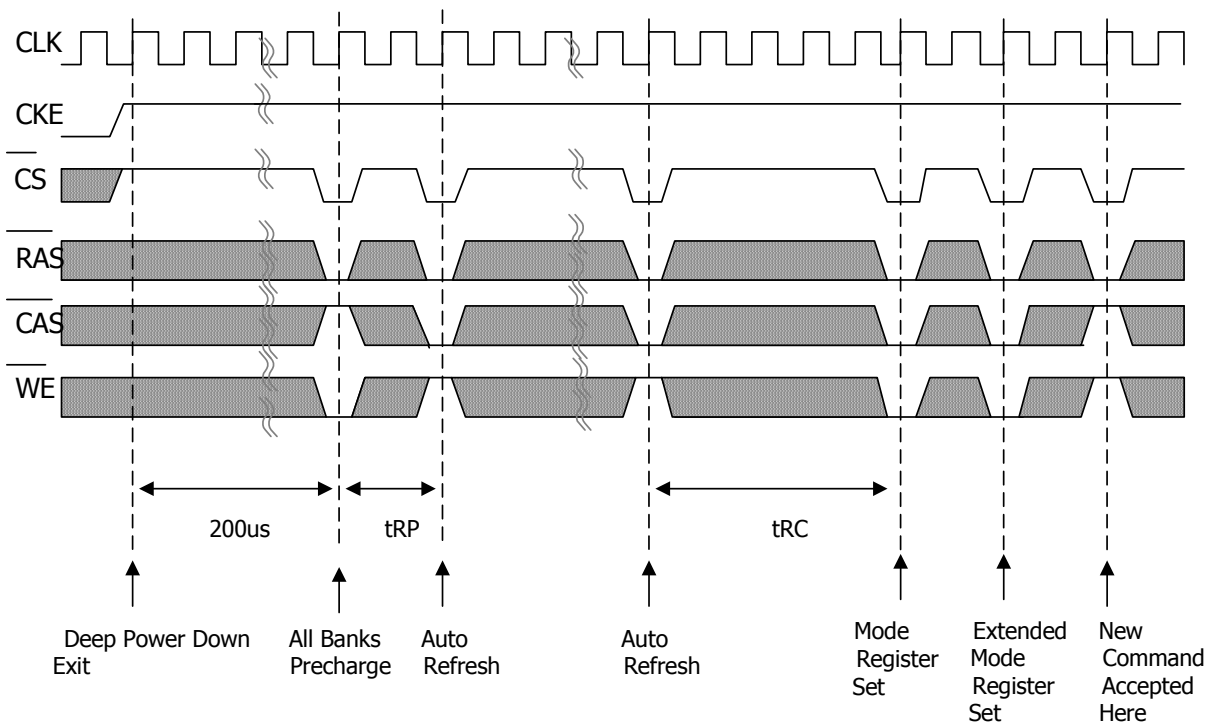 CLK
CKE
CS
RAS
CAS
WE
200us
tRP
tRC
Deep Power Down
Exit
All Banks
Precharge
Auto
Refresh
Auto
Refresh
Mode
Register
Set
Extended
Mode
Register
Set
New
Command
Accepted
Here